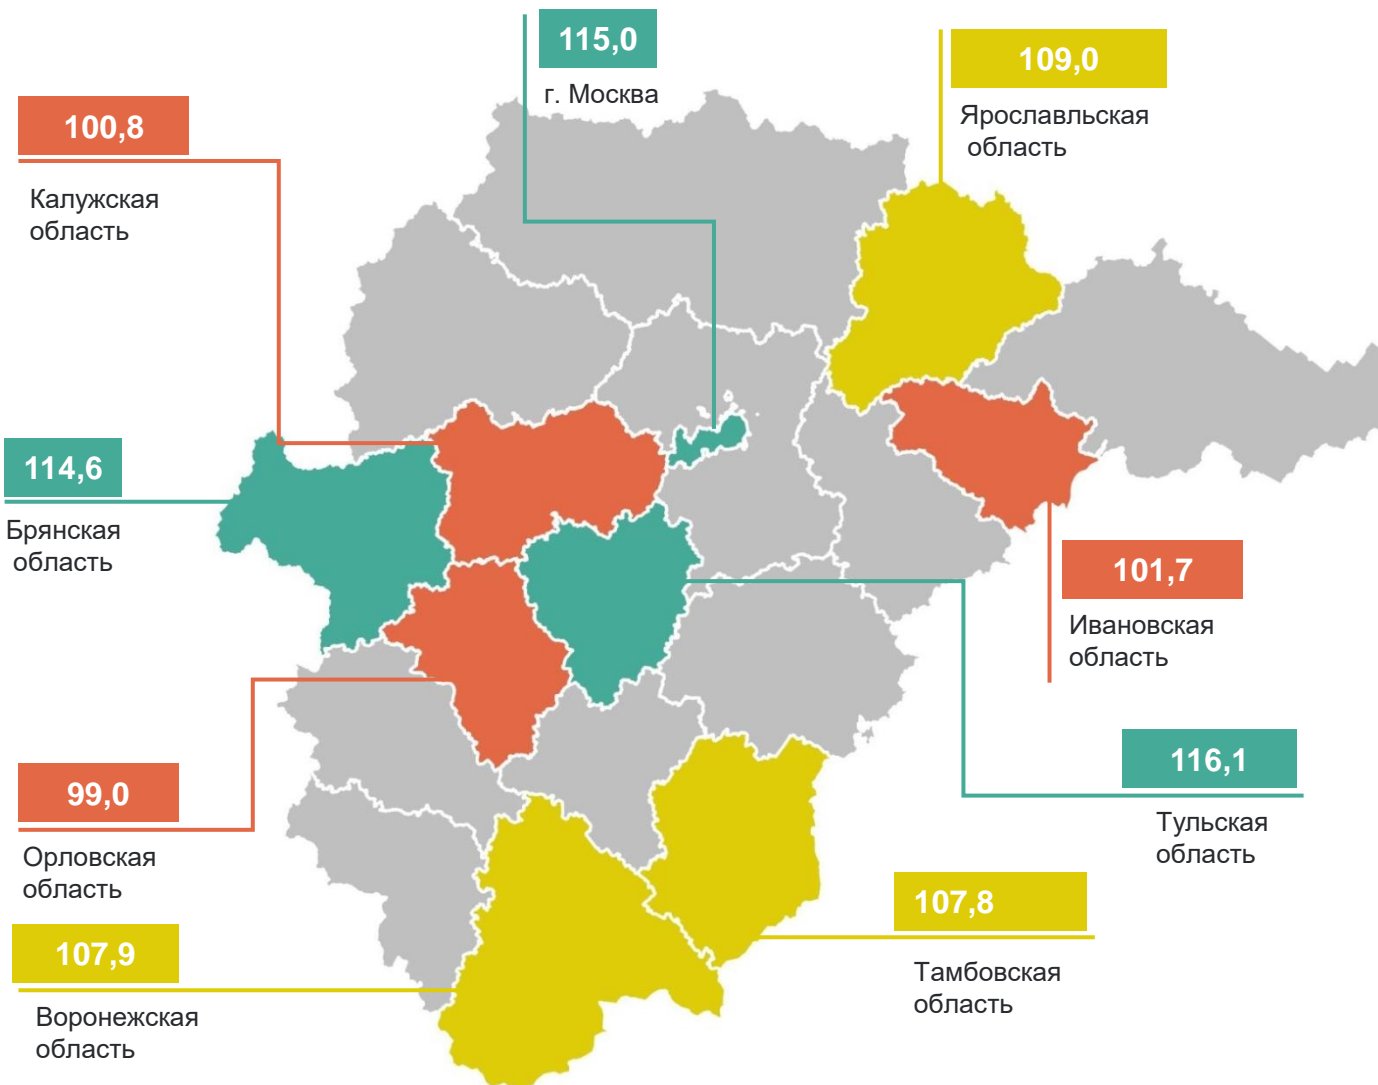 115,0
г. Москва
109,0
Ярославльская
область
100,8
Калужская
область
114,6
Брянская
область
101,7
Ивановская
область
116,1
Тульская
область
99,0
Орловская
область
107,8
Тамбовская
область
107,9
Воронежская
область